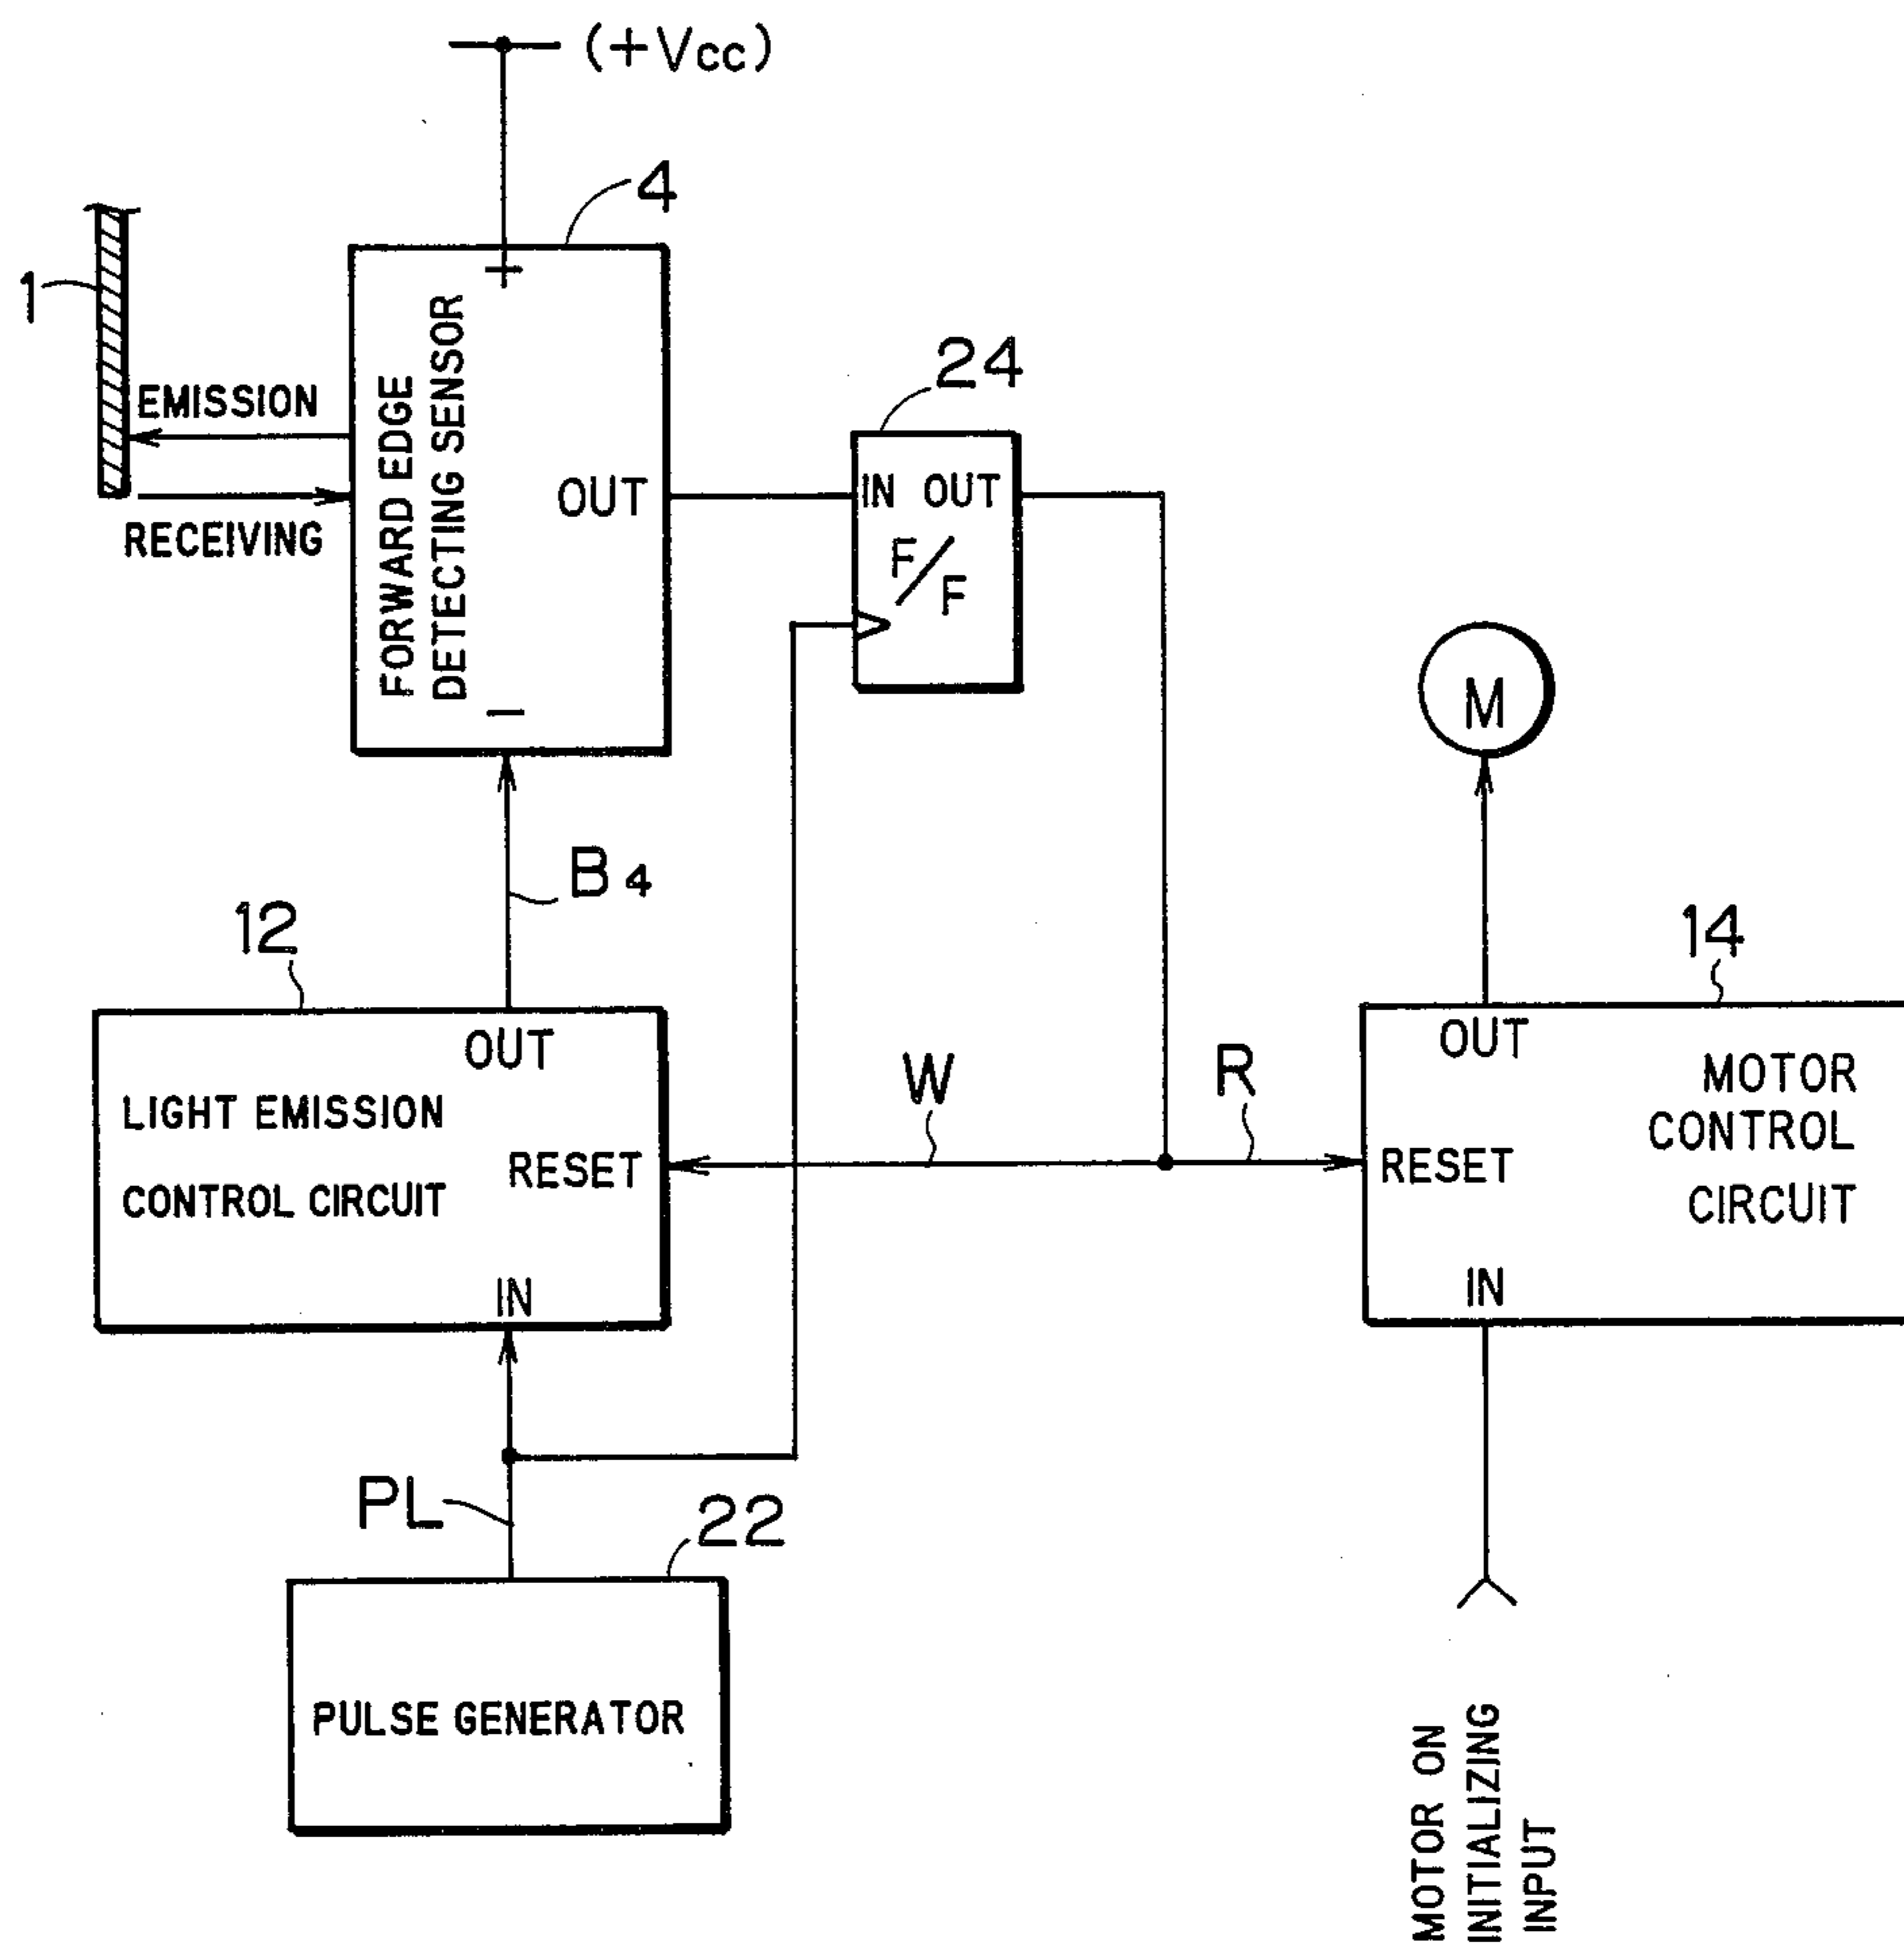 (+Vcc)
4
1
FORWARD EDGE
DETECTING SENSOR
+
−
OUT
EMISSION
RECEIVING
24
IN OUT
F/F
M
B4
12
OUT
LIGHT EMISSION
CONTROL CIRCUIT
RESET
IN
W
R
14
OUT
MOTOR
CONTROL
CIRCUIT
RESET
IN
PL
22
PULSE GENERATOR
MOTOR ON
INITIALIZING
INPUT